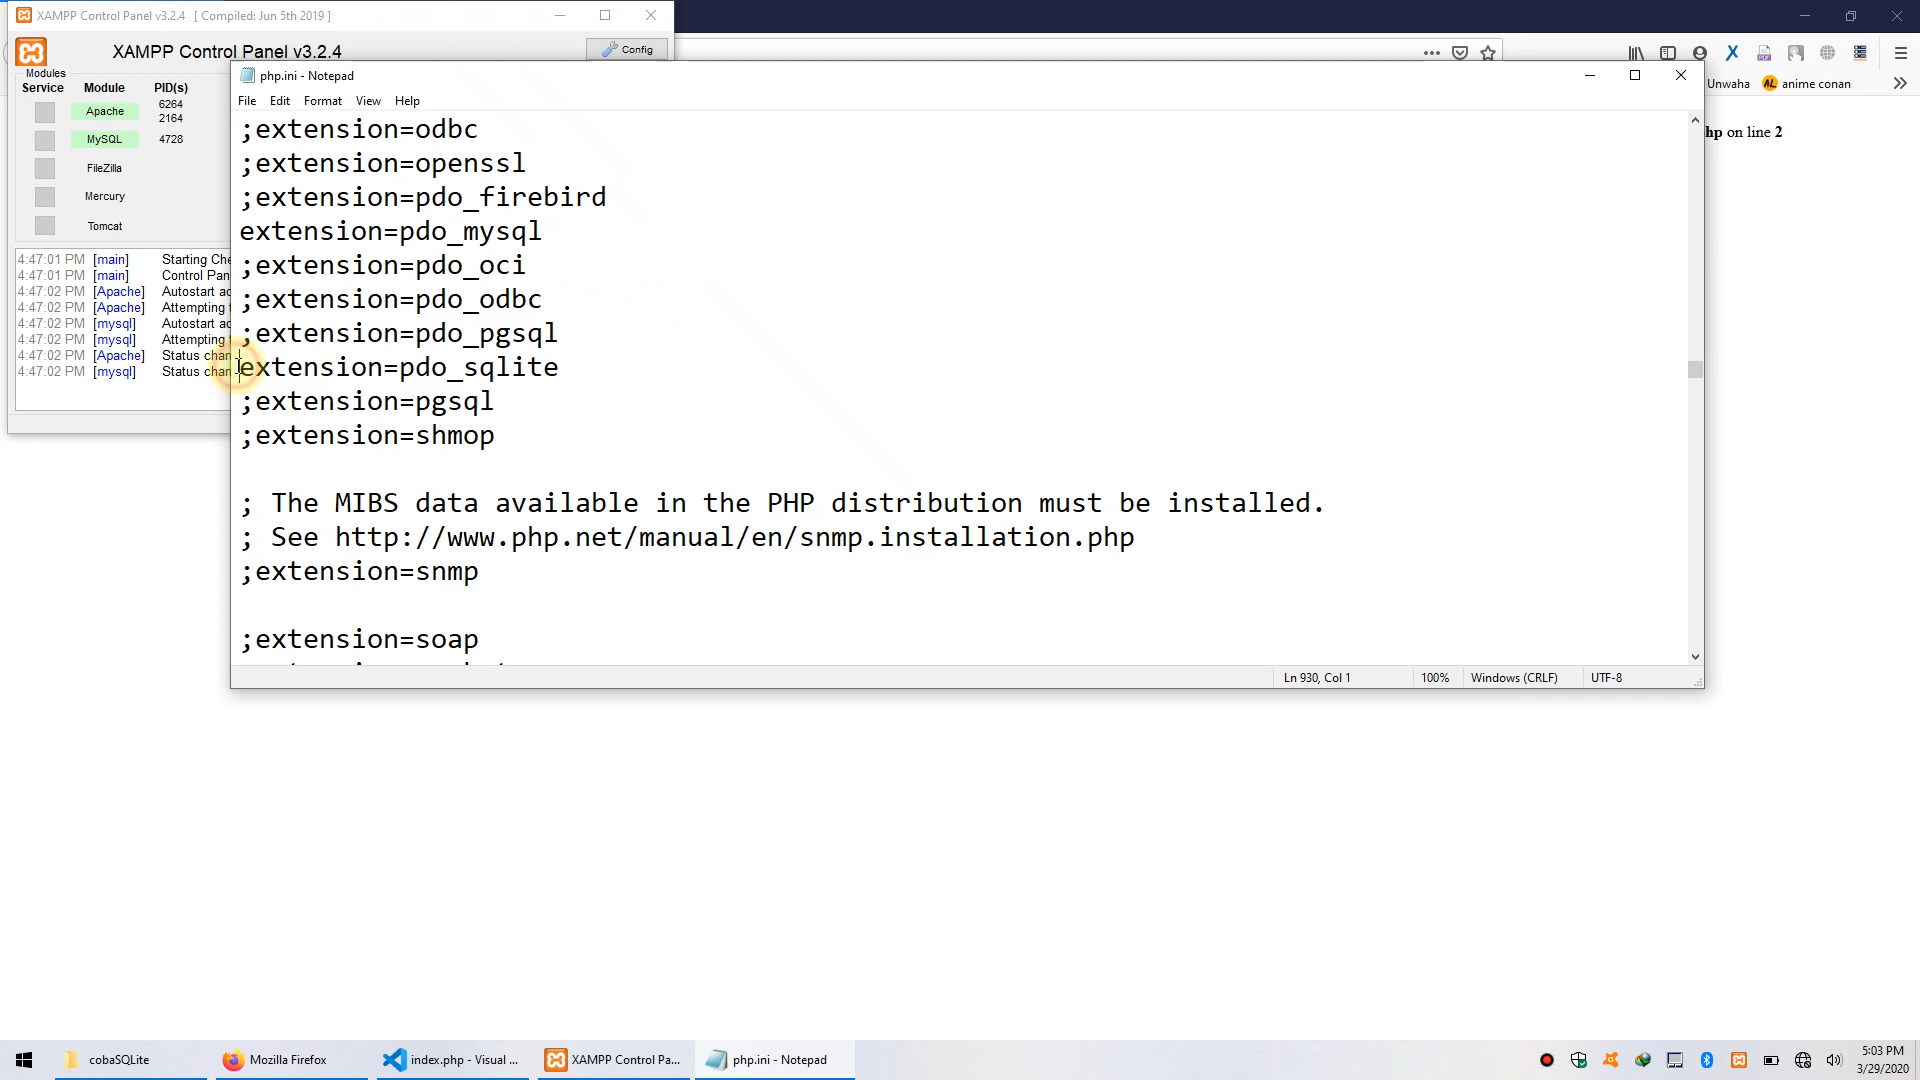 XAMPP Control Panel v3.2.4 [ Compiled: Jun 5th 2019 ]
XAMPP Control Panel v3.2.4
Config
Modules
Service Module PID(s)
Apache 6264 2164
MySQL 4728
FileZilla
Mercury
Tomcat
4:47:01 PM [main] Starting Che
4:47:01 PM [main] Control Pan
4:47:02 PM [Apache] Autostart ac
4:47:02 PM [Apache] Attempting
4:47:02 PM [mysql] Autostart ac
4:47:02 PM [mysql] Attempting
4:47:02 PM [Apache] Status chan
4:47:02 PM [mysql] Status chan
Unwaha
anime conan
hp on line 2
php.ini - Notepad
File Edit Format View Help
;extension=odbc
;extension=openssl
;extension=pdo_firebird
extension=pdo_mysql
;extension=pdo_oci
;extension=pdo_odbc
;extension=pdo_pgsql
extension=pdo_sqlite
;extension=pgsql
;extension=shmop
; The MIBS data available in the PHP distribution must be installed.
; See http://www.php.net/manual/en/snmp.installation.php
;extension=snmp
;extension=soap
Ln 930, Col 1 100% Windows (CRLF) UTF-8
cobaSQLite
Mozilla Firefox
index.php - Visual ...
XAMPP Control Pa...
php.ini - Notepad
5:03 PM
3/29/2020